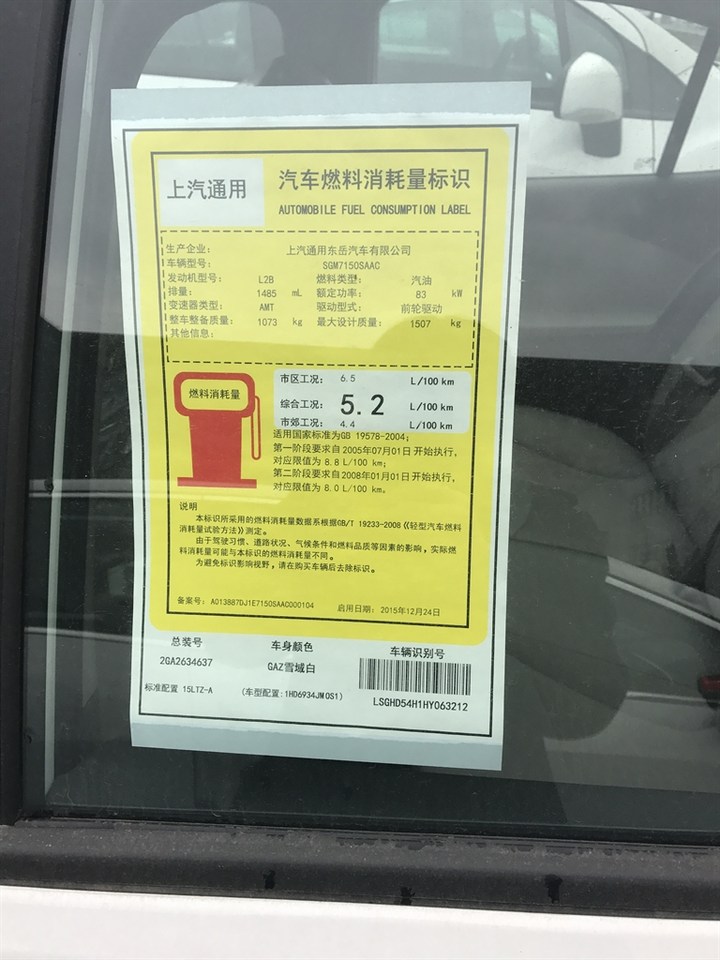 上汽通用
汽车燃料消耗量标识
AUTOMOBILE FUEL CONSUMPTION LABEL
生产企业: 上汽通用东岳汽车有限公司
车辆型号: SGM7150SAAC
发动机型号: L2B 燃料类型: 汽油
排量: 1485 mL 额定功率: 83 kW
变速器类型: AMT 驱动型式: 前轮驱动
整车整备质量: 1073 kg 最大设计质量: 1507 kg
其他信息:
燃料消耗量
市区工况: 6.5 L/100 km
综合工况: 5.2 L/100 km
市郊工况: 4.4 L/100 km
适用国家标准为GB 19578-2004;
第一阶段要求自2005年07月01日开始执行,
对应限值为 8.8 L/100 km;
第二阶段要求自2008年01月01日开始执行,
对应限值为 8.0 L/100 km。
说明
本标识所采用的燃料消耗量数据系根据GB/T 19233-2008《轻型汽车燃料
消耗量试验方法》测定。
由于驾驶习惯、道路状况、气候条件和燃料品质等因素的影响,实际燃
料消耗量可能与本标识的燃料消耗量不同。
为避免标识影响视野,请在购买车辆后去除标识。
备案号: A013887DJ1E7150SAAC000104 启用日期: 2015年12月24日
总装号 车身颜色 车辆识别号
2GA2634637 GAZ雪域白
标准配置 15LTZ-A (车型配置:1HD6934JM0S1) LSGHD54H1HY063212